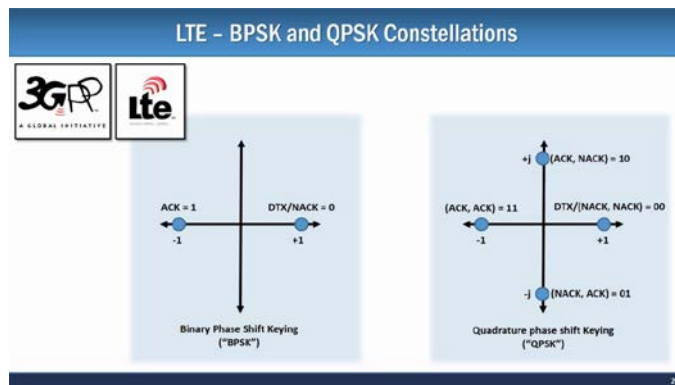 LTE – BPSK and QPSK Constellations
3GPP
A GLOBAL INITIATIVE
Lte
ACK = 1
DTX/NACK = 0
-1
+1
Binary Phase Shift Keying
("BPSK")
+j
(ACK, NACK) = 10
(ACK, ACK) = 11
DTX/(NACK, NACK) = 00
-1
+1
-j
(NACK, ACK) = 01
Quadrature phase shift Keying
("QPSK")